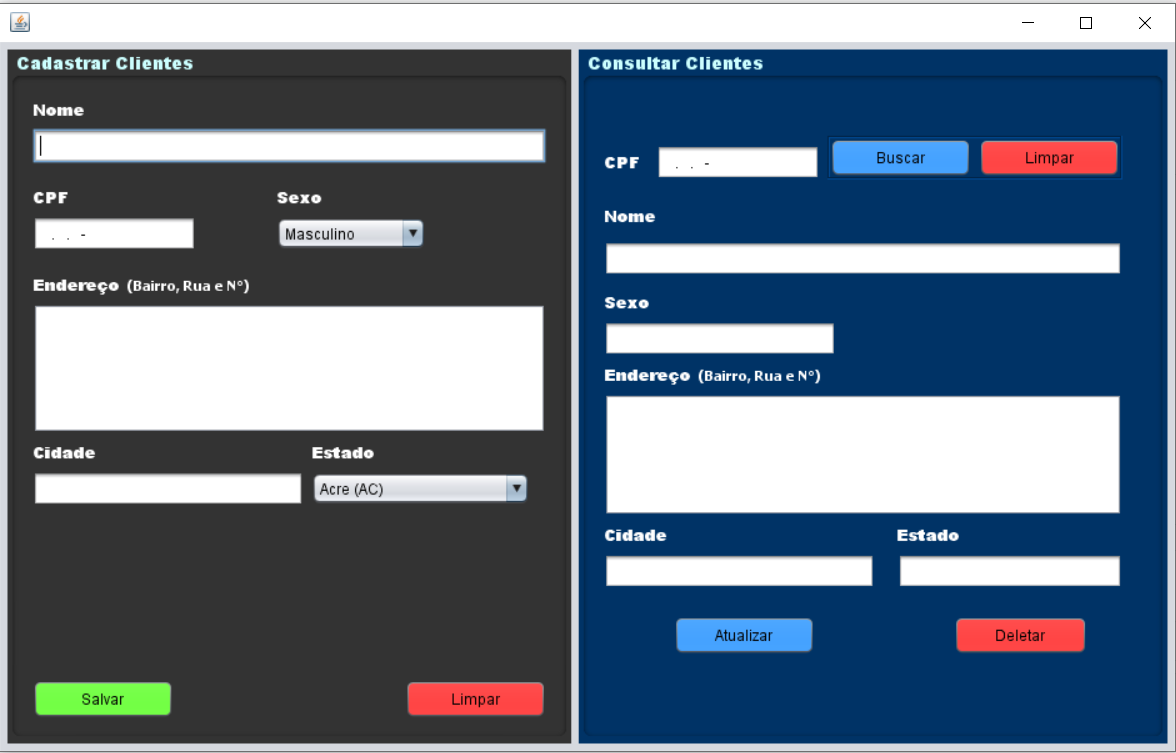 Cadastrar Clientes
Nome
CPF
Sexo
. . -
Masculino
Endereço (Bairro, Rua e N°)
Cidade
Estado
Acre (AC)
Salvar
Limpar
Consultar Clientes
CPF
. . -
Buscar
Limpar
Nome
Sexo
Endereço (Bairro, Rua e N°)
Cidade
Estado
Atualizar
Deletar